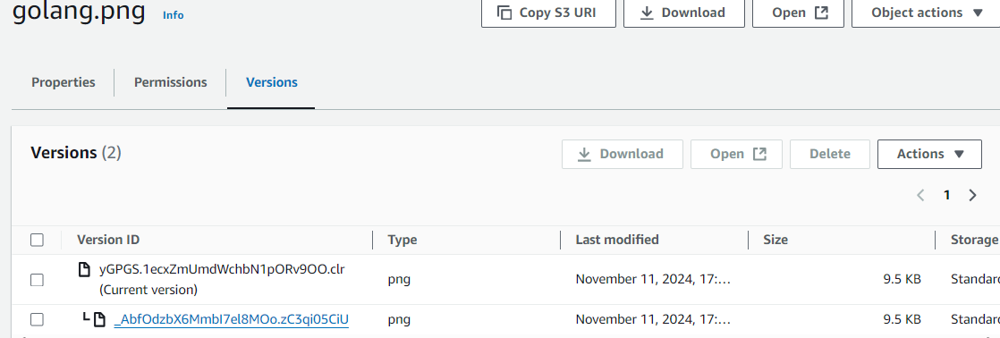 golang.png Info Copy S3 URI Download Open Object actions
Properties Permissions Versions
Versions (2) Download Open Delete Actions
1
Version ID Type Last modified Size Storage
yGPGS.1ecxZmUmdWchbN1pORv9OO.clr
(Current version) png November 11, 2024, 17:... 9.5 KB Standard
_AbfOdzbX6MmbI7el8MOo.zC3qi05CiU png November 11, 2024, 17:... 9.5 KB Standard